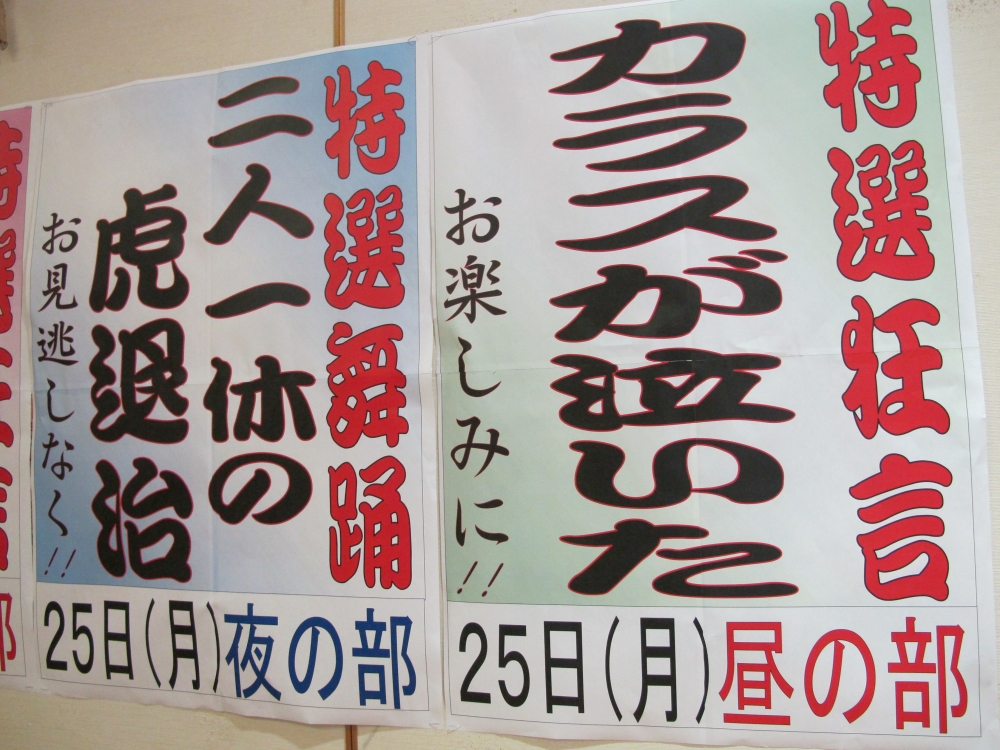 特選狂言
カラスが泣いた
お楽しみに!!
25日(月)昼の部
特選舞踊
二人一休の
虎退治
お見逃しなく!!
25日(月)夜の部